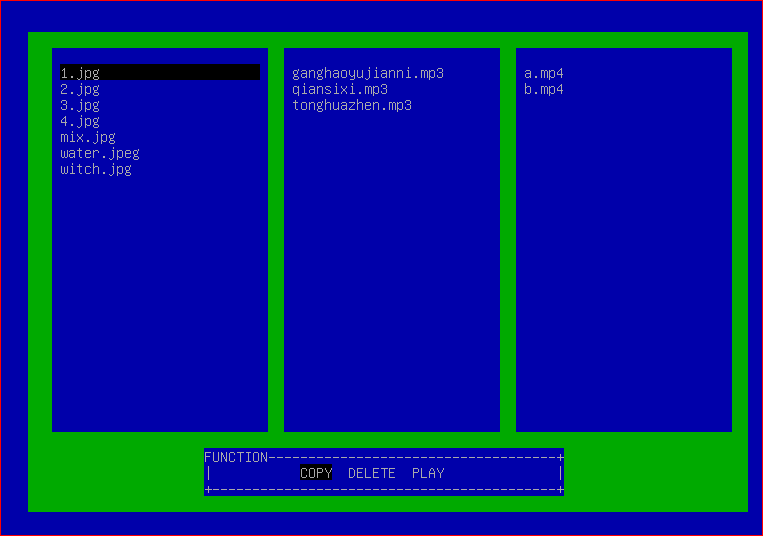 1.jpg
2.jpg
3.jpg
4.jpg
mix.jpg
water.jpeg
witch.jpg
ganghaoyujianni.mp3
qiansixi.mp3
tonghuazhen.mp3
a.mp4
b.mp4
FUNCTION
COPY DELETE PLAY